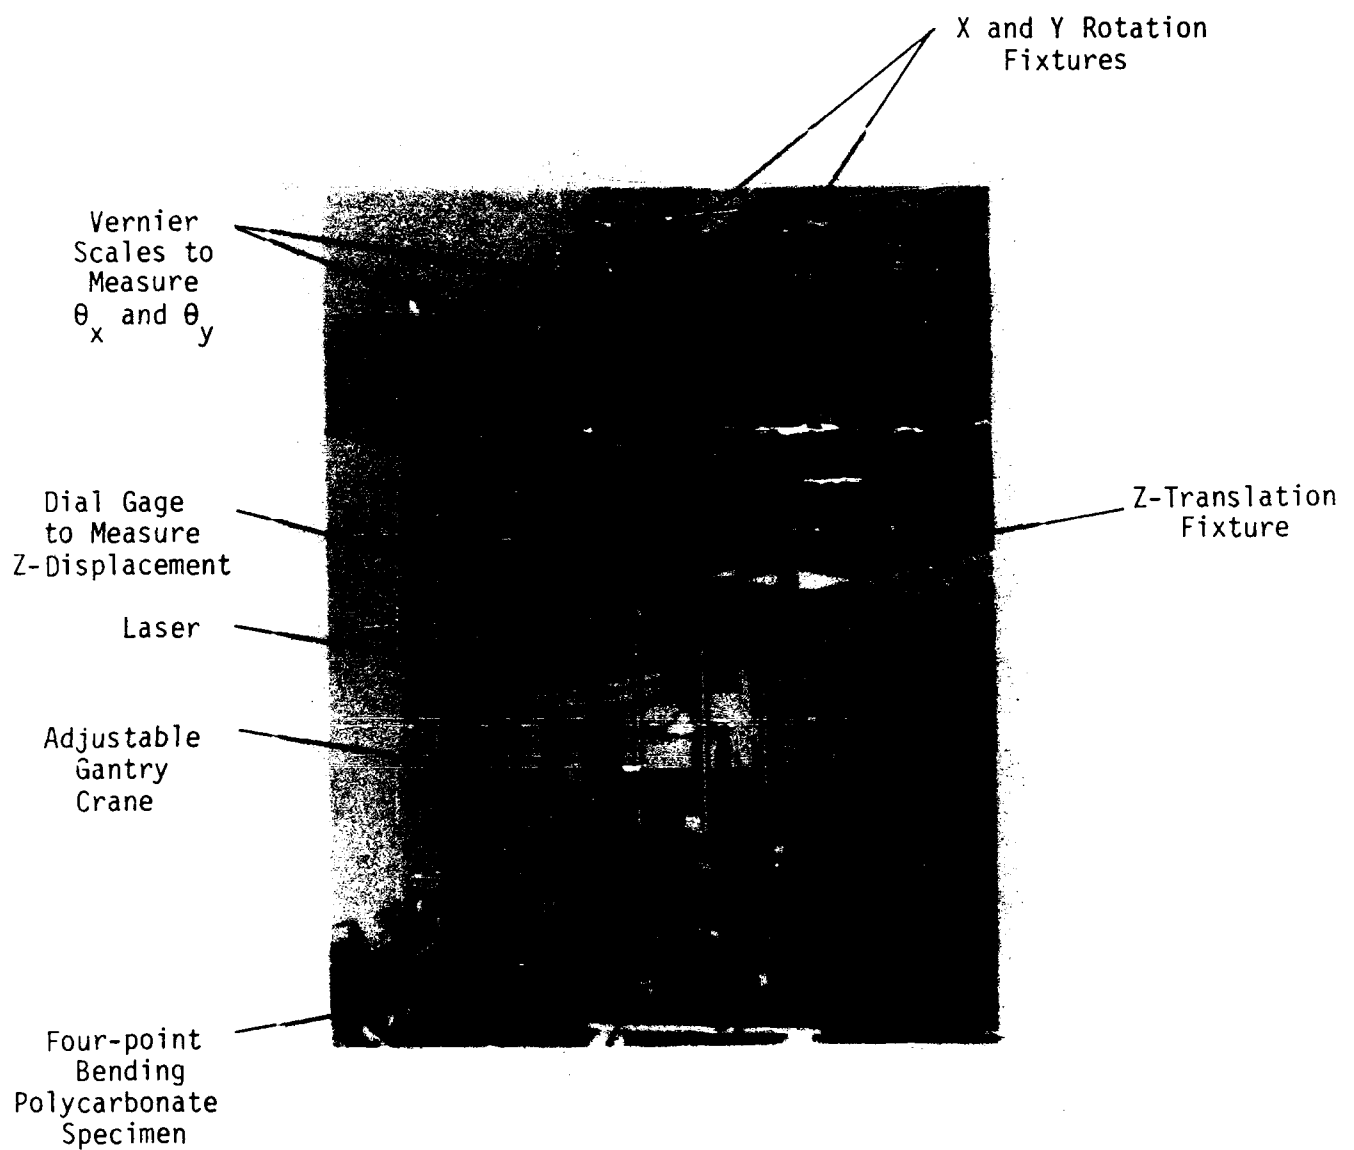 X and Y Rotation
Fixtures
Vernier
Scales to
Measure
θx and θy
Dial Gage
to Measure
Z-Displacement
Z-Translation
Fixture
Laser
Adjustable
Gantry
Crane
Four-point
Bending
Polycarbonate
Specimen